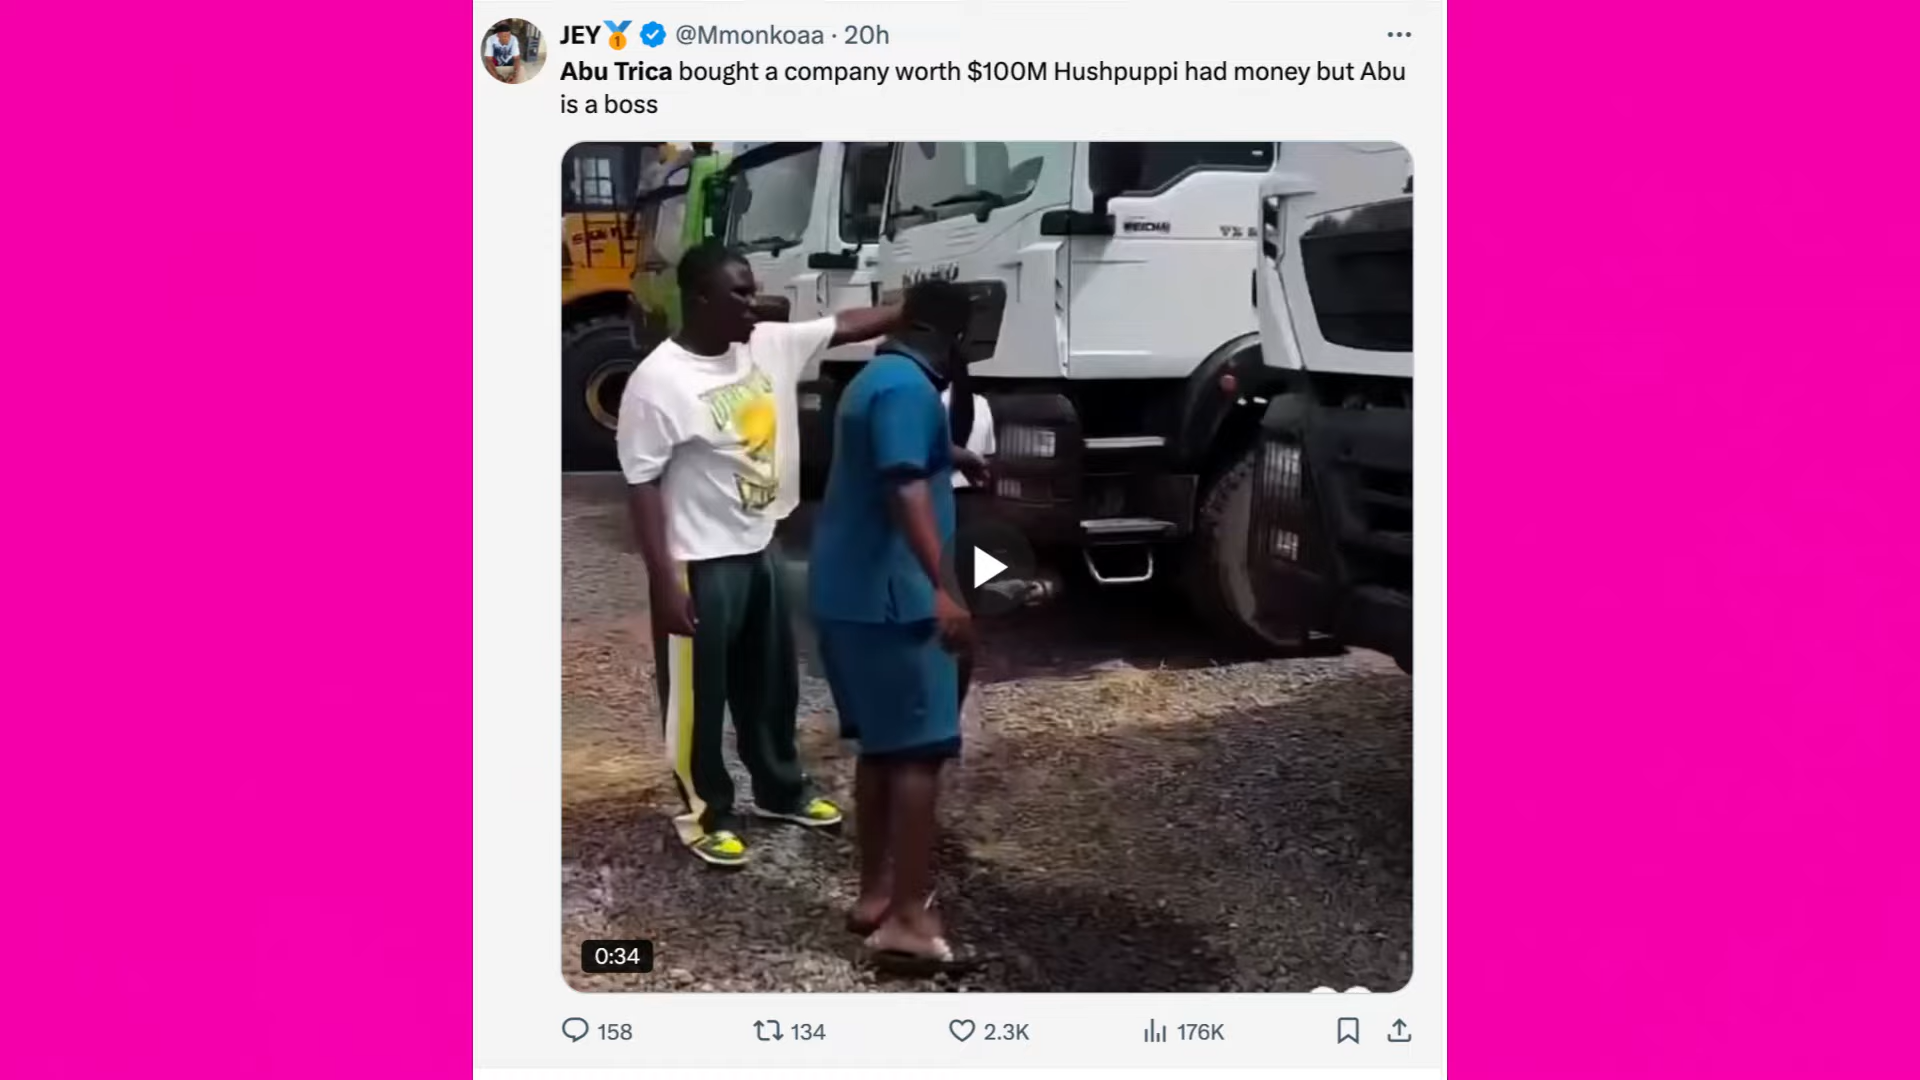 JEY🥇 @Mmonkoaa · 20h
Abu Trica bought a company worth $100M Hushpuppi had money but Abu
is a boss
WEICHAI
0:34
158 134 2.3K 176K